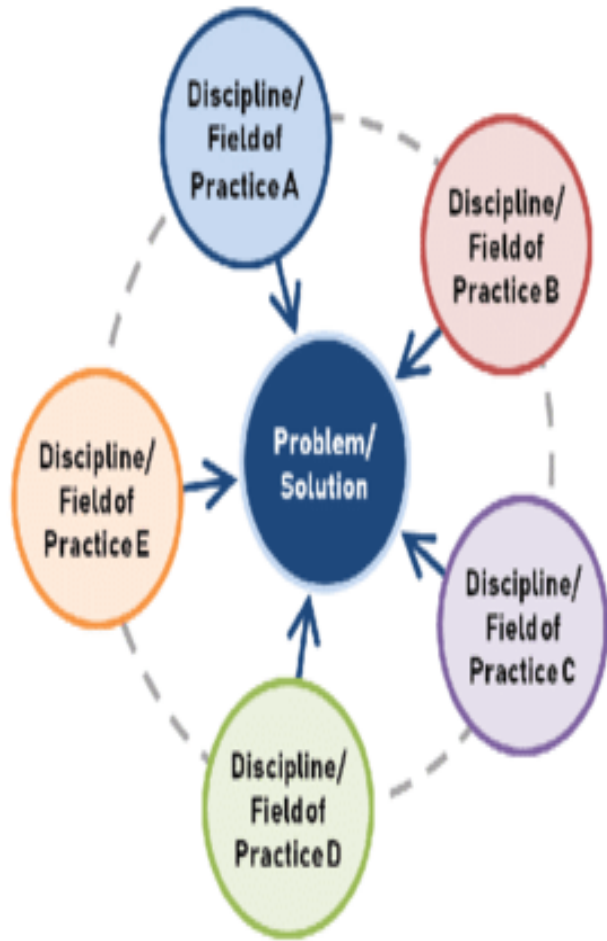 Discipline/
Field of
Practice A
Discipline/
Field of
Practice B
Problem/
Solution
Discipline/
Field of
Practice E
Discipline/
Field of
Practice C
Discipline/
Field of
Practice D